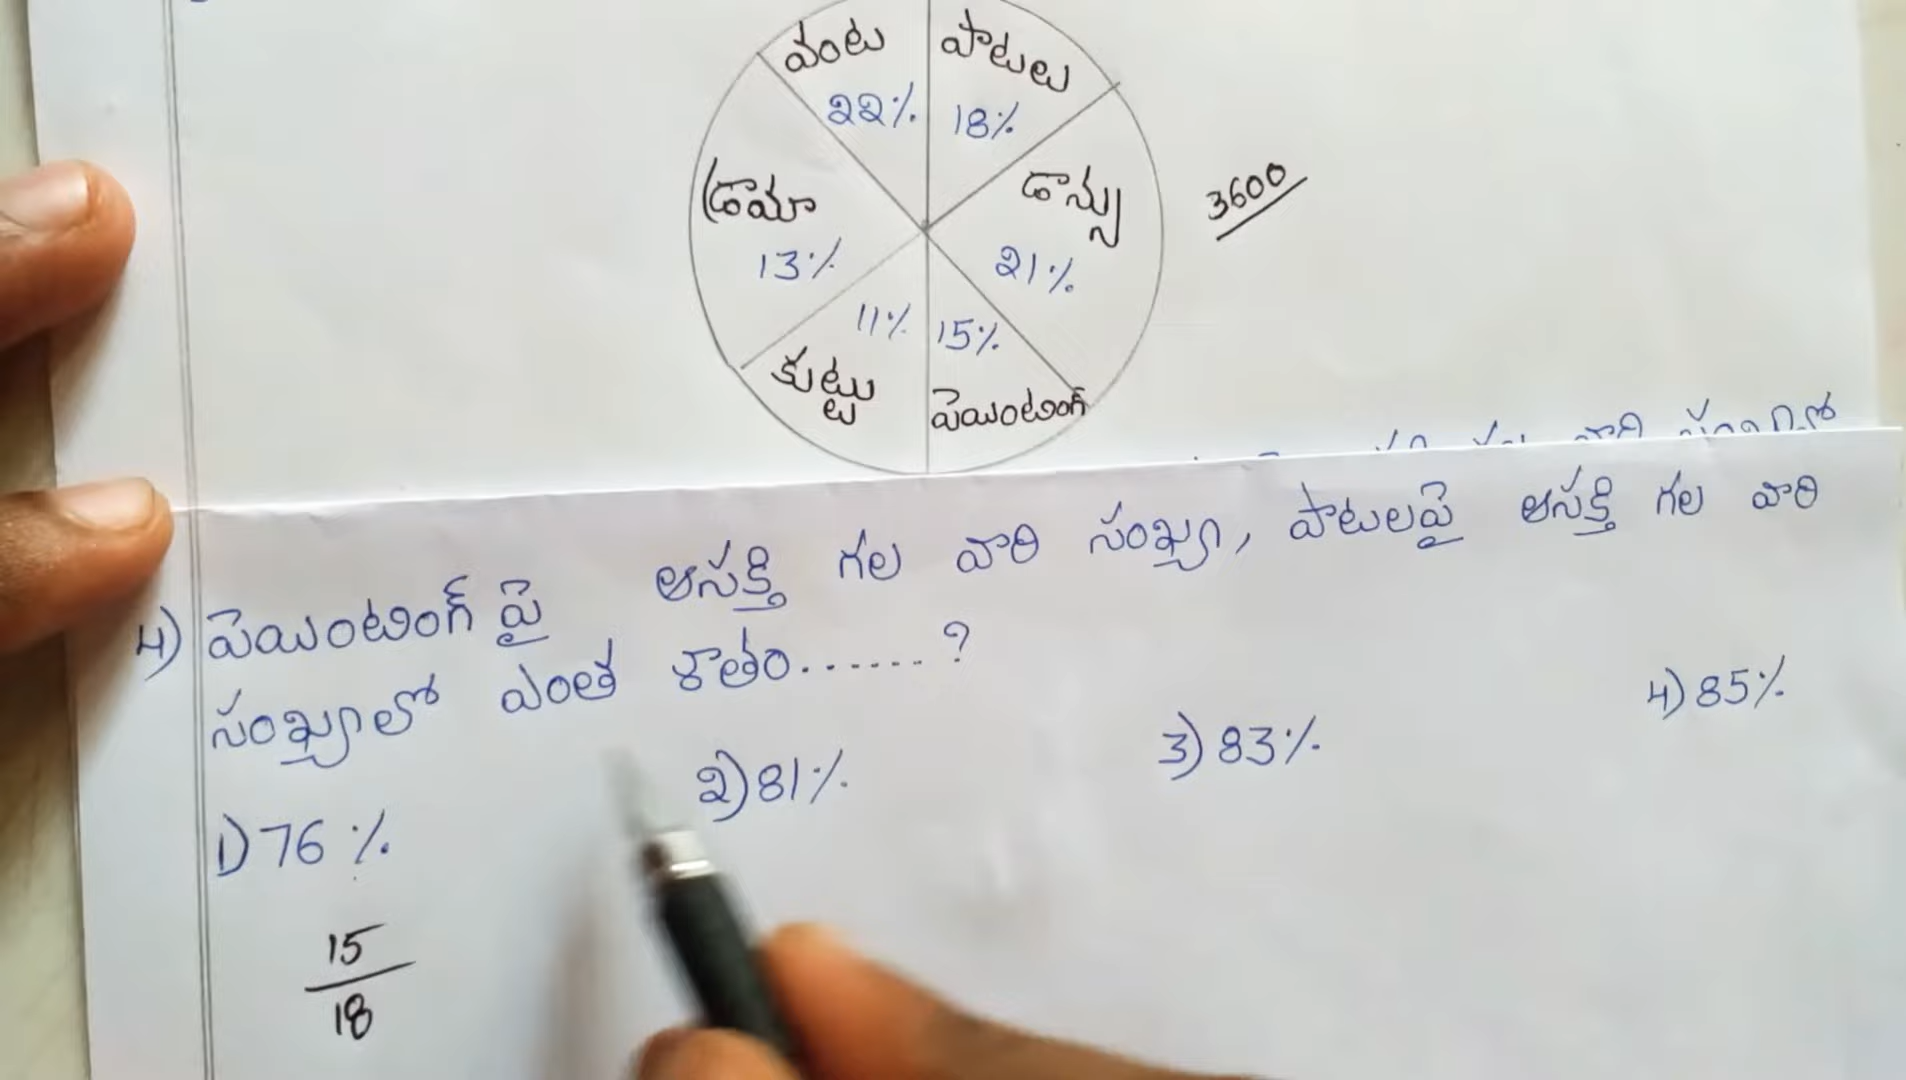 వంట పాటలు
22% 18%
డ్రామా డాన్సు 3600
13% 21%
11% 15%
కుట్లు పెయింటింగ్
4) పెయింటింగ్ పై ఆసక్తి గల వారి సంఖ్య, పాటలపై ఆసక్తి గల వారి
సంఖ్యలో ఎంత శాతం......?
1) 76% 2) 81% 3) 83% 4) 85%
15
18